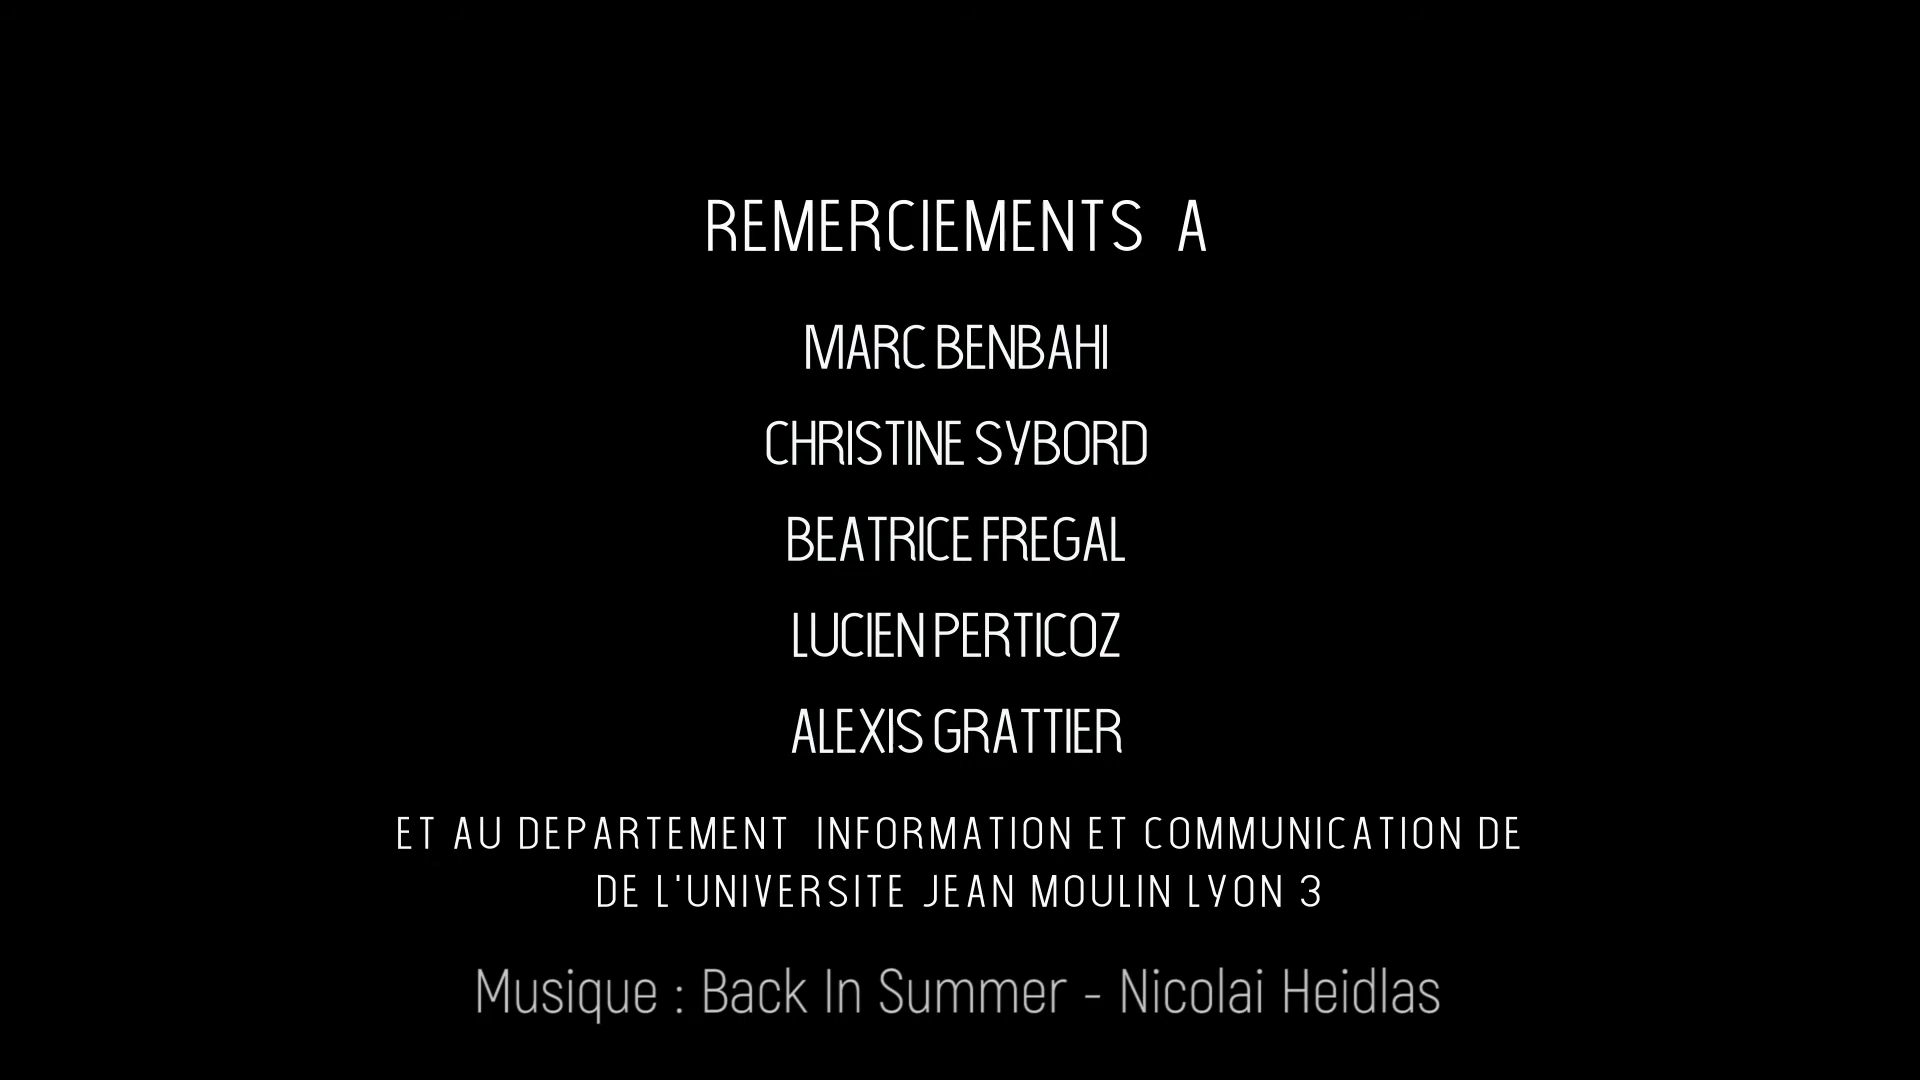 REMERCIEMENTS A
MARC BENBAHI
CHRISTINE SYBORD
BEATRICE FREGAL
LUCIEN PERTICOZ
ALEXIS GRATTIER
ET AU DEPARTEMENT INFORMATION ET COMMUNICATION DE
DE L'UNIVERSITE JEAN MOULIN LYON 3
Musique : Back In Summer - Nicolai Heidlas